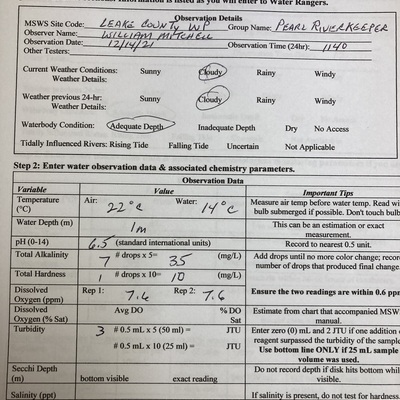 Information is listed as you will enter to Water Rangers.
Observation Details
MSWS Site Code: LEAKE COUNTY WP Group Name: PEARL RIVERKEEPER
Observer Name: WILLIAM MITCHELL
Observation Date: 12/14/21 Observation Time (24hr): 1140
Other Testers:
Current Weather Conditions: Sunny Cloudy Rainy Windy
Weather Details:
Weather previous 24-hr: Sunny Cloudy Rainy Windy
Weather Details:
Waterbody Condition: Adequate Depth Inadequate Depth Dry No Access
Tidally Influenced Rivers: Rising Tide Falling Tide Uncertain Not Applicable
Step 2: Enter water observation data & associated chemistry parameters.
Observation Data
Variable Value Important Tips
Temperature (°C) Air: 22°C Water: 14°C Measure air temp before water temp. Read wi
bulb submerged if possible. Don't touch bulb
Water Depth (m) 1m This can be an estimation or exact
measurement.
pH (0-14) 6.5 (standard international units) Record to nearest 0.5 unit.
Total Alkalinity 7 # drops x 5= 35 (mg/L) Add drops until no more color change; recor
number of drops that produced final change.
Total Hardness 1 # drops x 10= 10 (mg/L)
Dissolved Oxygen (ppm) Rep 1: 7.6 Rep 2: 7.6 Ensure the two readings are within 0.6 ppm
Dissolved Oxygen (% Sat) Avg DO %DO Sat Estimate from chart that accompanied MSWS
manual.
Turbidity 3 # 0.5 mL x 5 (50 ml) = JTU Enter zero (0) mL and 2 JTU if one addition o
reagent surpassed the turbidity of the sample
# 0.5 mL x 10 (25 ml) = JTU Use bottom line ONLY if 25 mL sample
volume was used.
Secchi Depth (m) bottom visible exact reading Do not record depth if disk hits bottom whil
visible.
Salinity (ppt) If salinity is present, do not test for hardness.